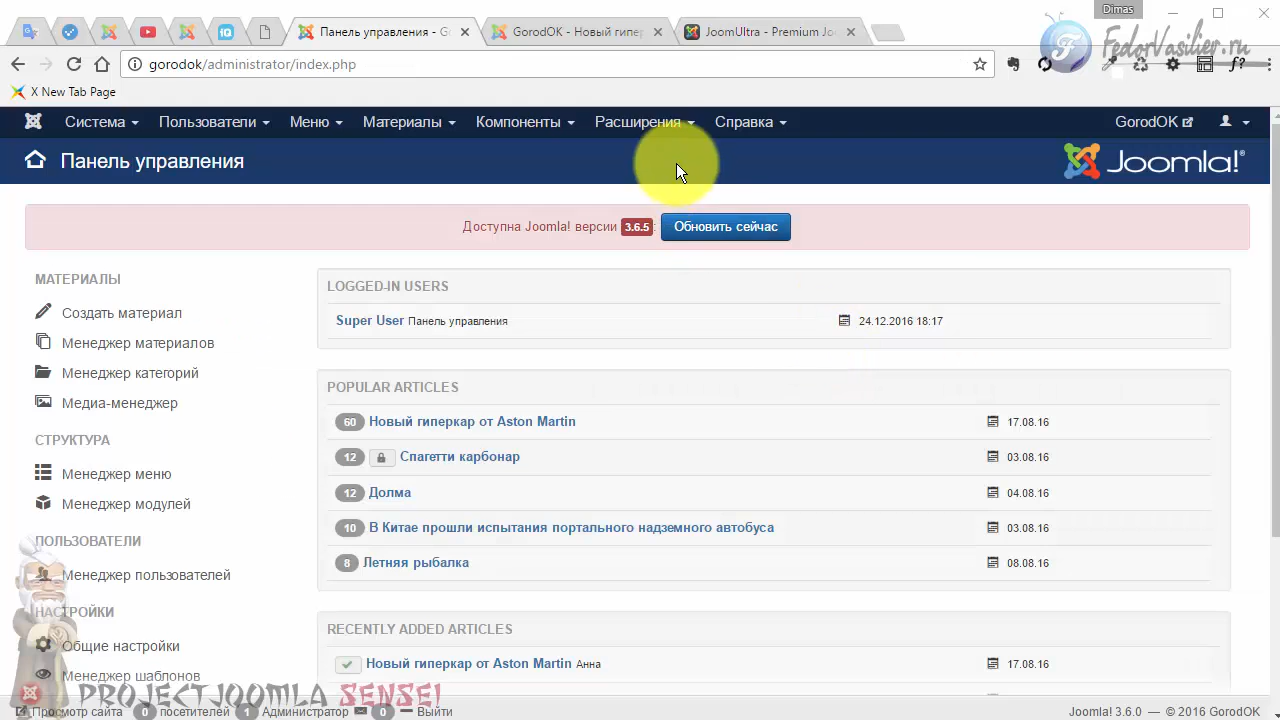 Dimas
Панель управления - Go
GorodOK - Новый гипер
JoomUltra - Premium Jo
FedorVasilier.ru
gorodok/administrator/index.php
X New Tab Page
Система Пользователи Меню Материалы Компоненты Расширения Справка GorodOK
Панель управления
Joomla!®
Доступна Joomla! версии 3.6.5: Обновить сейчас
МАТЕРИАЛЫ
Создать материал
Менеджер материалов
Менеджер категорий
Медиа-менеджер
СТРУКТУРА
Менеджер меню
Менеджер модулей
ПОЛЬЗОВАТЕЛИ
Менеджер пользователей
НАСТРОЙКИ
Общие настройки
Менеджер шаблонов
LOGGED-IN USERS
Super User Панель управления 24.12.2016 18:17
POPULAR ARTICLES
60 Новый гиперкар от Aston Martin 17.08.16
12 Спагетти карбонар 03.08.16
12 Долма 04.08.16
10 В Китае прошли испытания портального надземного автобуса 03.08.16
8 Летняя рыбалка 08.08.16
RECENTLY ADDED ARTICLES
Новый гиперкар от Aston Martin Анна 17.08.16
PROJECTJOOMLA SENSEI
Просмотр сайта 0 посетителей 1 Администратор 0 Выйти
Joomla! 3.6.0 — © 2016 GorodOK